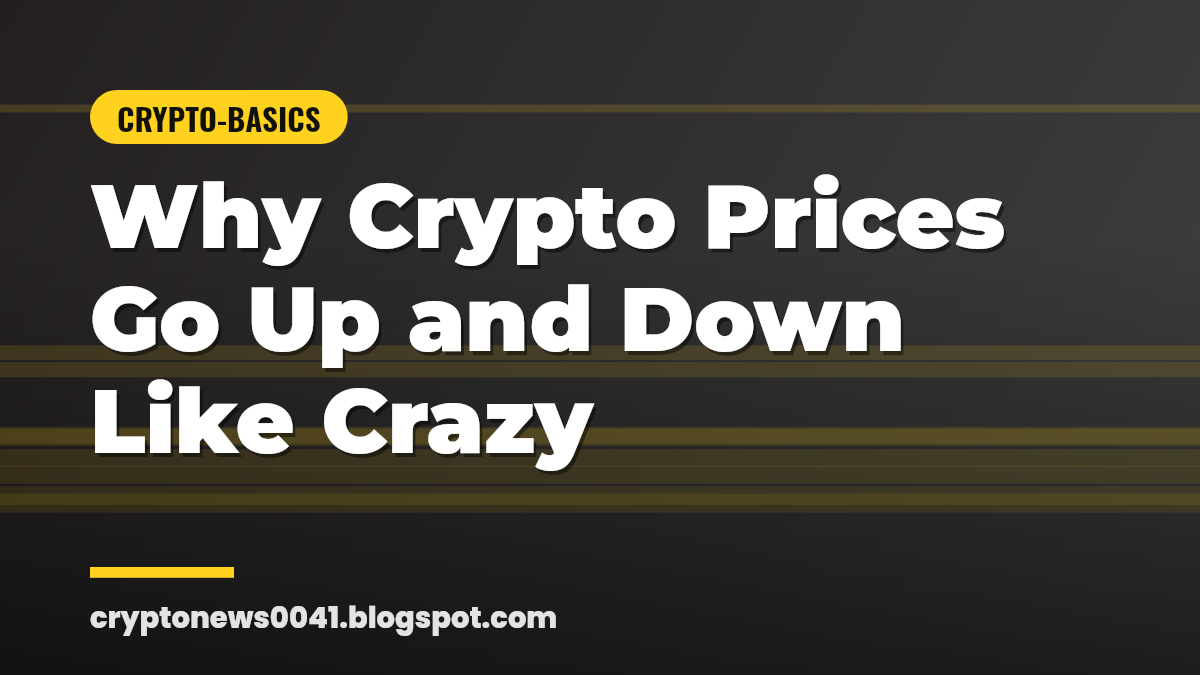 CRYPTO-BASICS
Why Crypto Prices
Go Up and Down
Like Crazy
cryptonews0041.blogspot.com